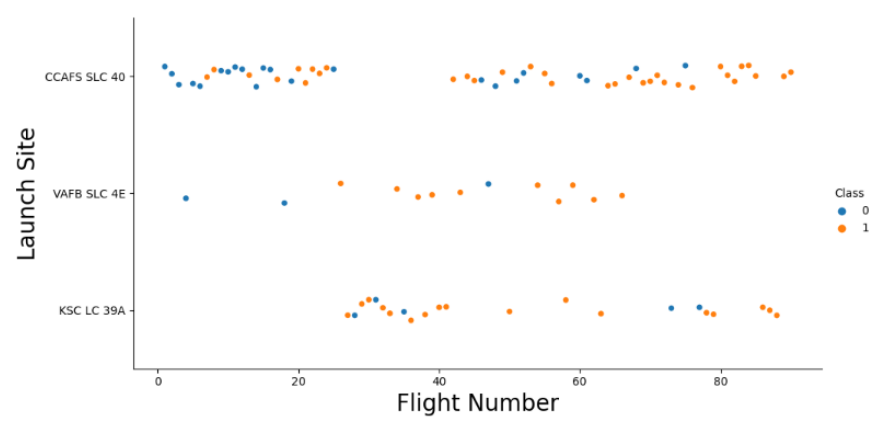 CCAFS SLC 40
VAFB SLC 4E
KSC LC 39A
Launch Site
0 20 40 60 80
Flight Number
Class
0
1